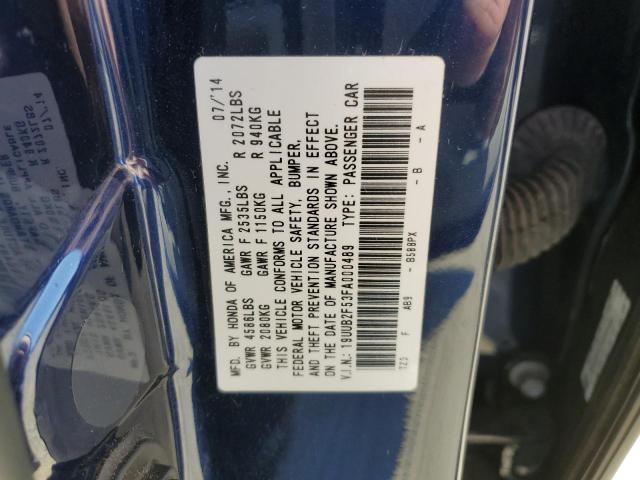 MFD. BY HONDA OF AMERICA MFG., INC. 07/'14
GVWR 4586LBS GAWR F 2535LBS R 2072LBS
GVWR 2080KG GAWR F 1150KG R 940KG
THIS VEHICLE CONFORMS TO ALL APPLICABLE
FEDERAL MOTOR VEHICLE SAFETY, BUMPER,
AND THEFT PREVENTION STANDARDS IN EFFECT
ON THE DATE OF MANUFACTURE SHOWN ABOVE.
V.I.N.: 19UUB2F53FA000489 TYPE: PASSENGER CAR
TZ5 F AB9 - B588PX - B - A